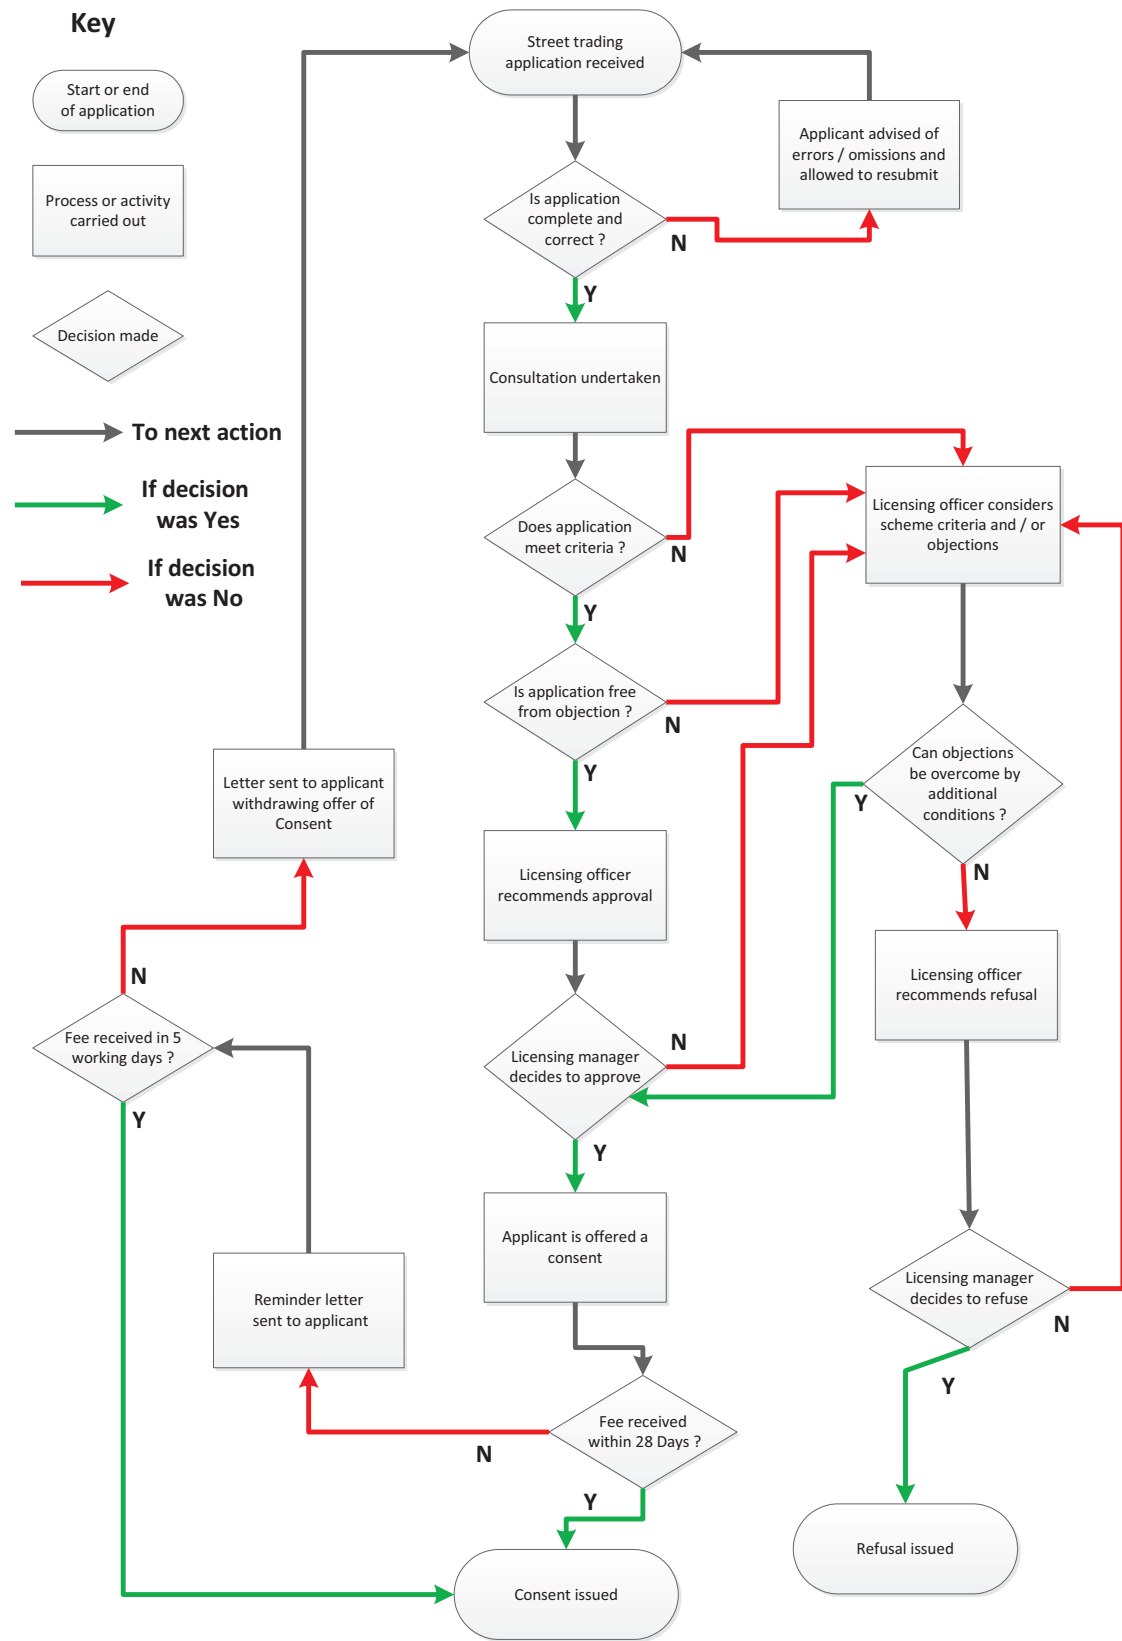 Key
Start or end
of application
Process or activity
carried out
Decision made
To next action
If decision
was Yes
If decision
was No
Street trading
application received
Applicant advised of
errors / omissions and
allowed to resubmit
Is application
complete and
correct ?
N
Y
Consultation undertaken
Does application
meet criteria ?
N
Y
Licensing officer considers
scheme criteria and / or
objections
Is application free
from objection ?
N
Y
Can objections
be overcome by
additional
conditions ?
Y
N
Letter sent to applicant
withdrawing offer of
Consent
Licensing officer
recommends approval
Licensing officer
recommends refusal
N
Fee received in 5
working days ?
Y
Licensing manager
decides to approve
N
Y
Applicant is offered a
consent
Licensing manager
decides to refuse
N
Y
Reminder letter
sent to applicant
Fee received
within 28 Days ?
N
Y
Consent issued
Refusal issued